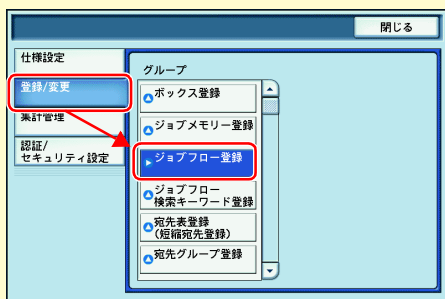 閉じる
仕様設定
登録/変更
集計管理
認証/
セキュリティ設定
グループ
ボックス登録
ジョブメモリー登録
ジョブフロー登録
ジョブフロー
検索キーワード登録
宛先表登録
(短縮宛先登録)
宛先グループ登録